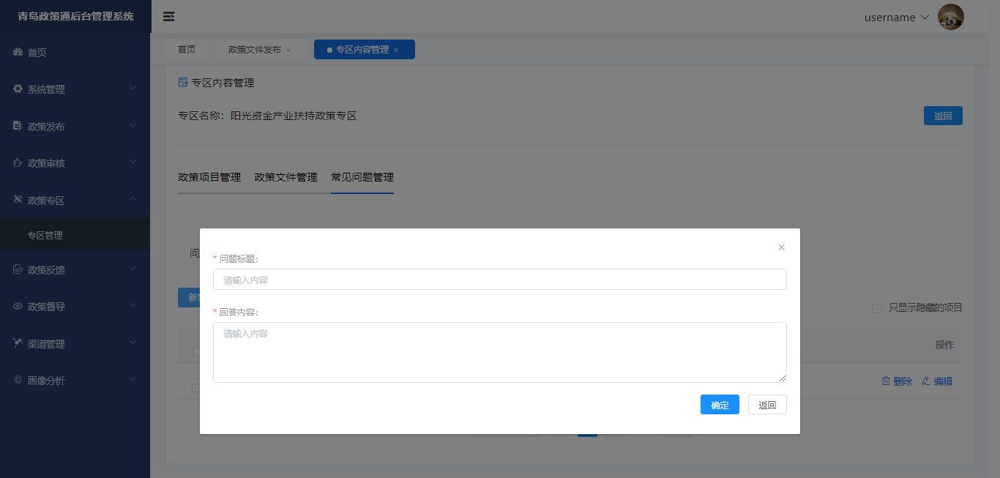 青岛政策通后台管理系统
username
首页
系统管理
政策发布
政策审核
政策专区
专区管理
政策反馈
政策督导
渠道管理
画像分析
首页 政策文件发布 × 专区内容管理 ×
专区内容管理
专区名称：阳光资金产业扶持政策专区 返回
政策项目管理 政策文件管理 常见问题管理
问
* 问题标题：
请输入内容
新
只显示隐藏的项目
* 回答内容：
请输入内容
操作
删除 编辑
确定 返回